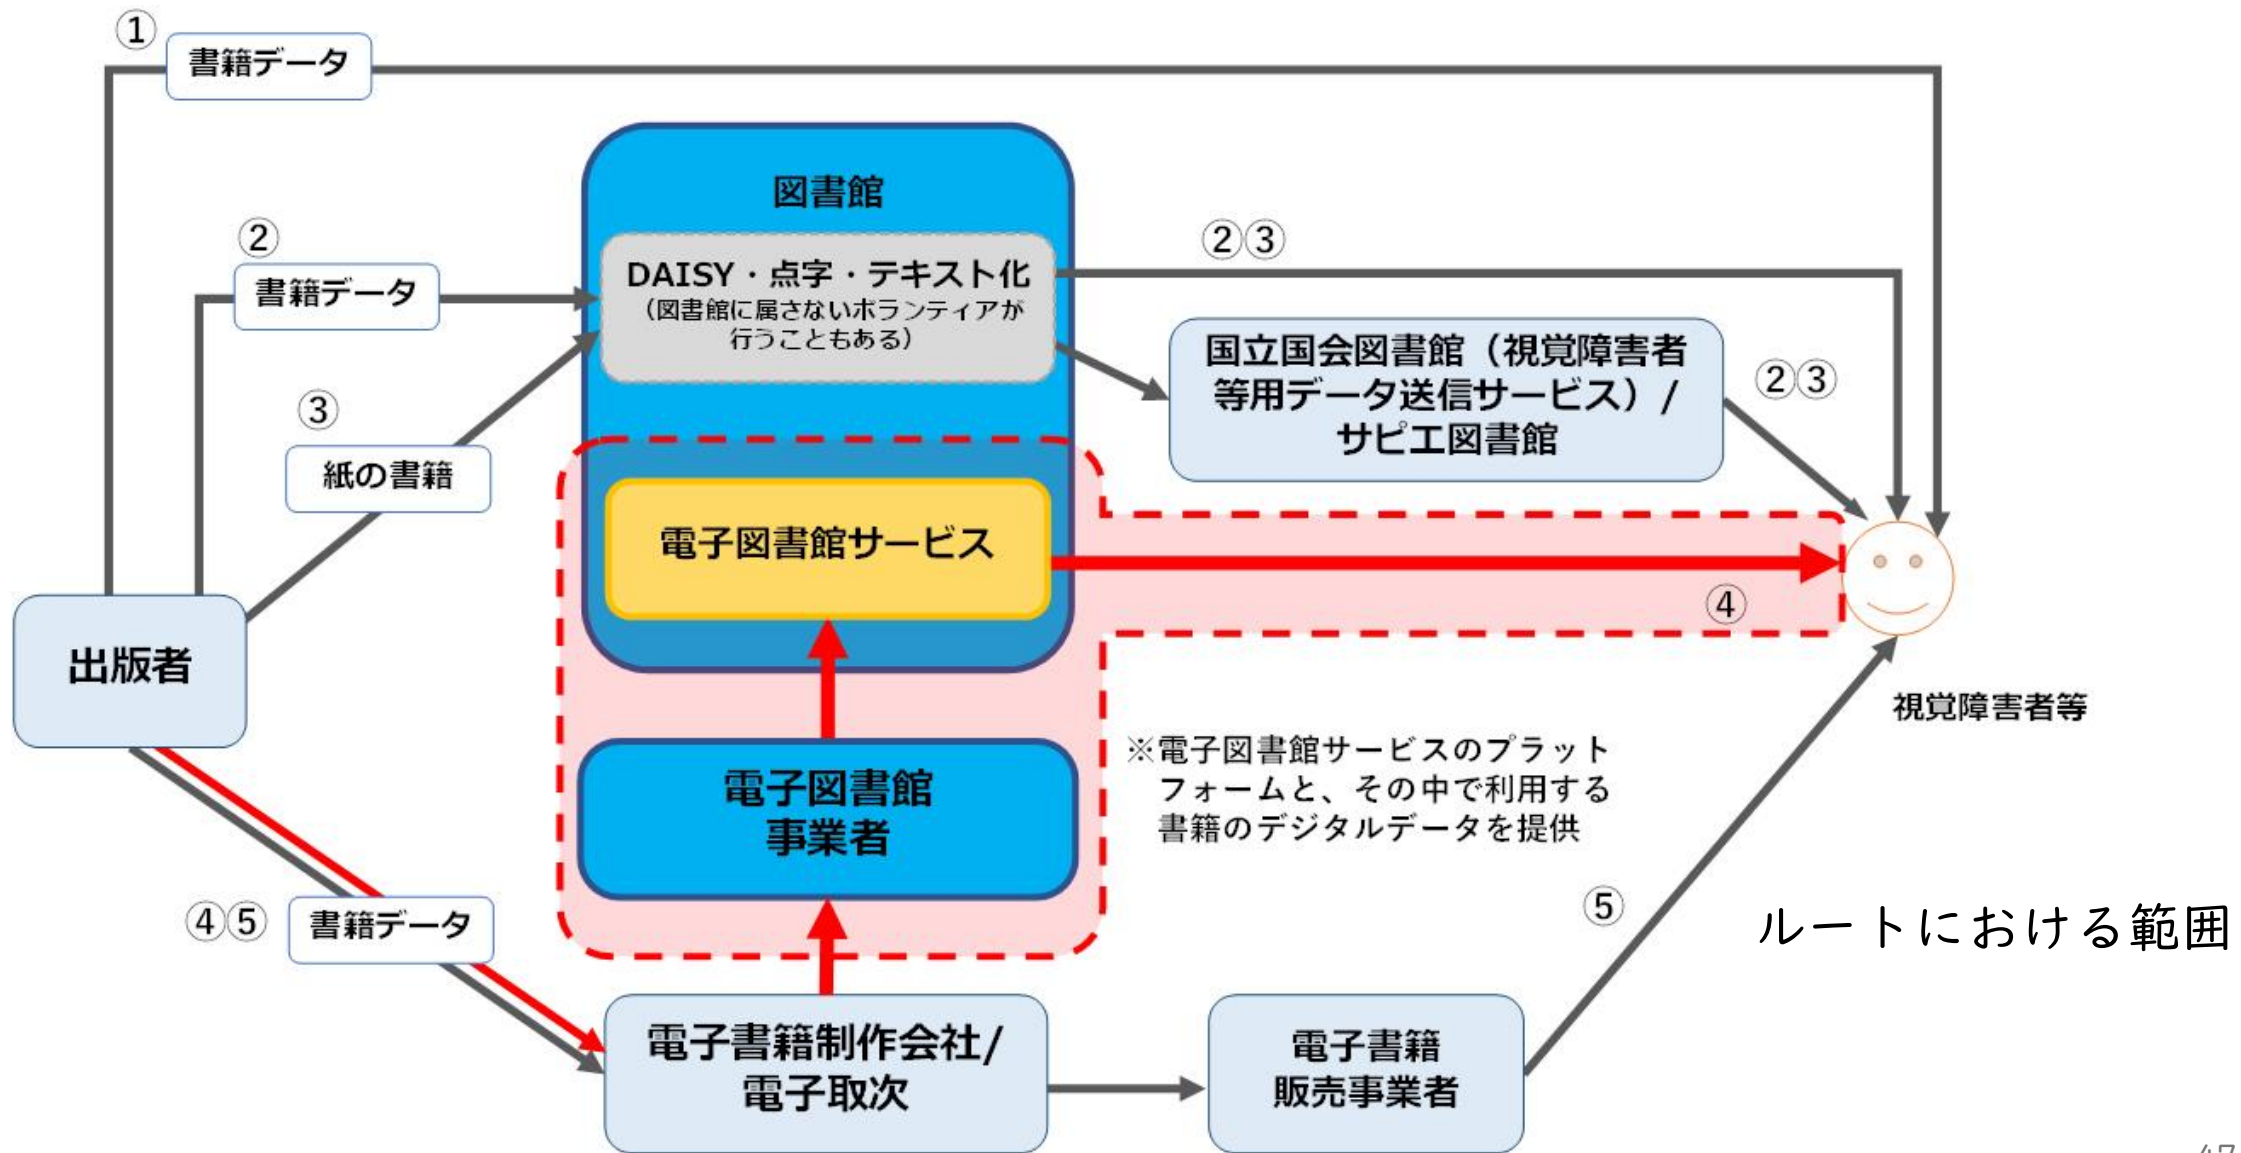 ①
書籍データ
図書館
②
書籍データ
DAISY・点字・テキスト化
（図書館に属さないボランティアが
行うこともある）
②③
国立国会図書館（視覚障害者
等用データ送信サービス）/
サピエ図書館
②③
③
紙の書籍
電子図書館サービス
④
出版者
視覚障害者等
電子図書館
事業者
※電子図書館サービスのプラット
フォームと、その中で利用する
書籍のデジタルデータを提供
④⑤
書籍データ
⑤
ルートにおける範囲
電子書籍制作会社/
電子取次
電子書籍
販売事業者